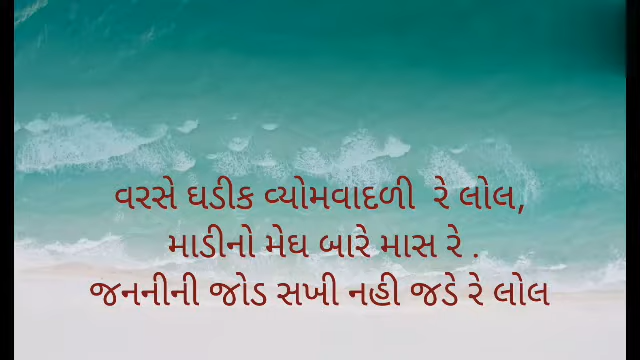 વરસે ઘડીક વ્યોમવાદળી રે લોલ,
માડીનો મેઘ બારે માસ રે .
જનનીની જોડ સખી નહી જડે રે લોલ